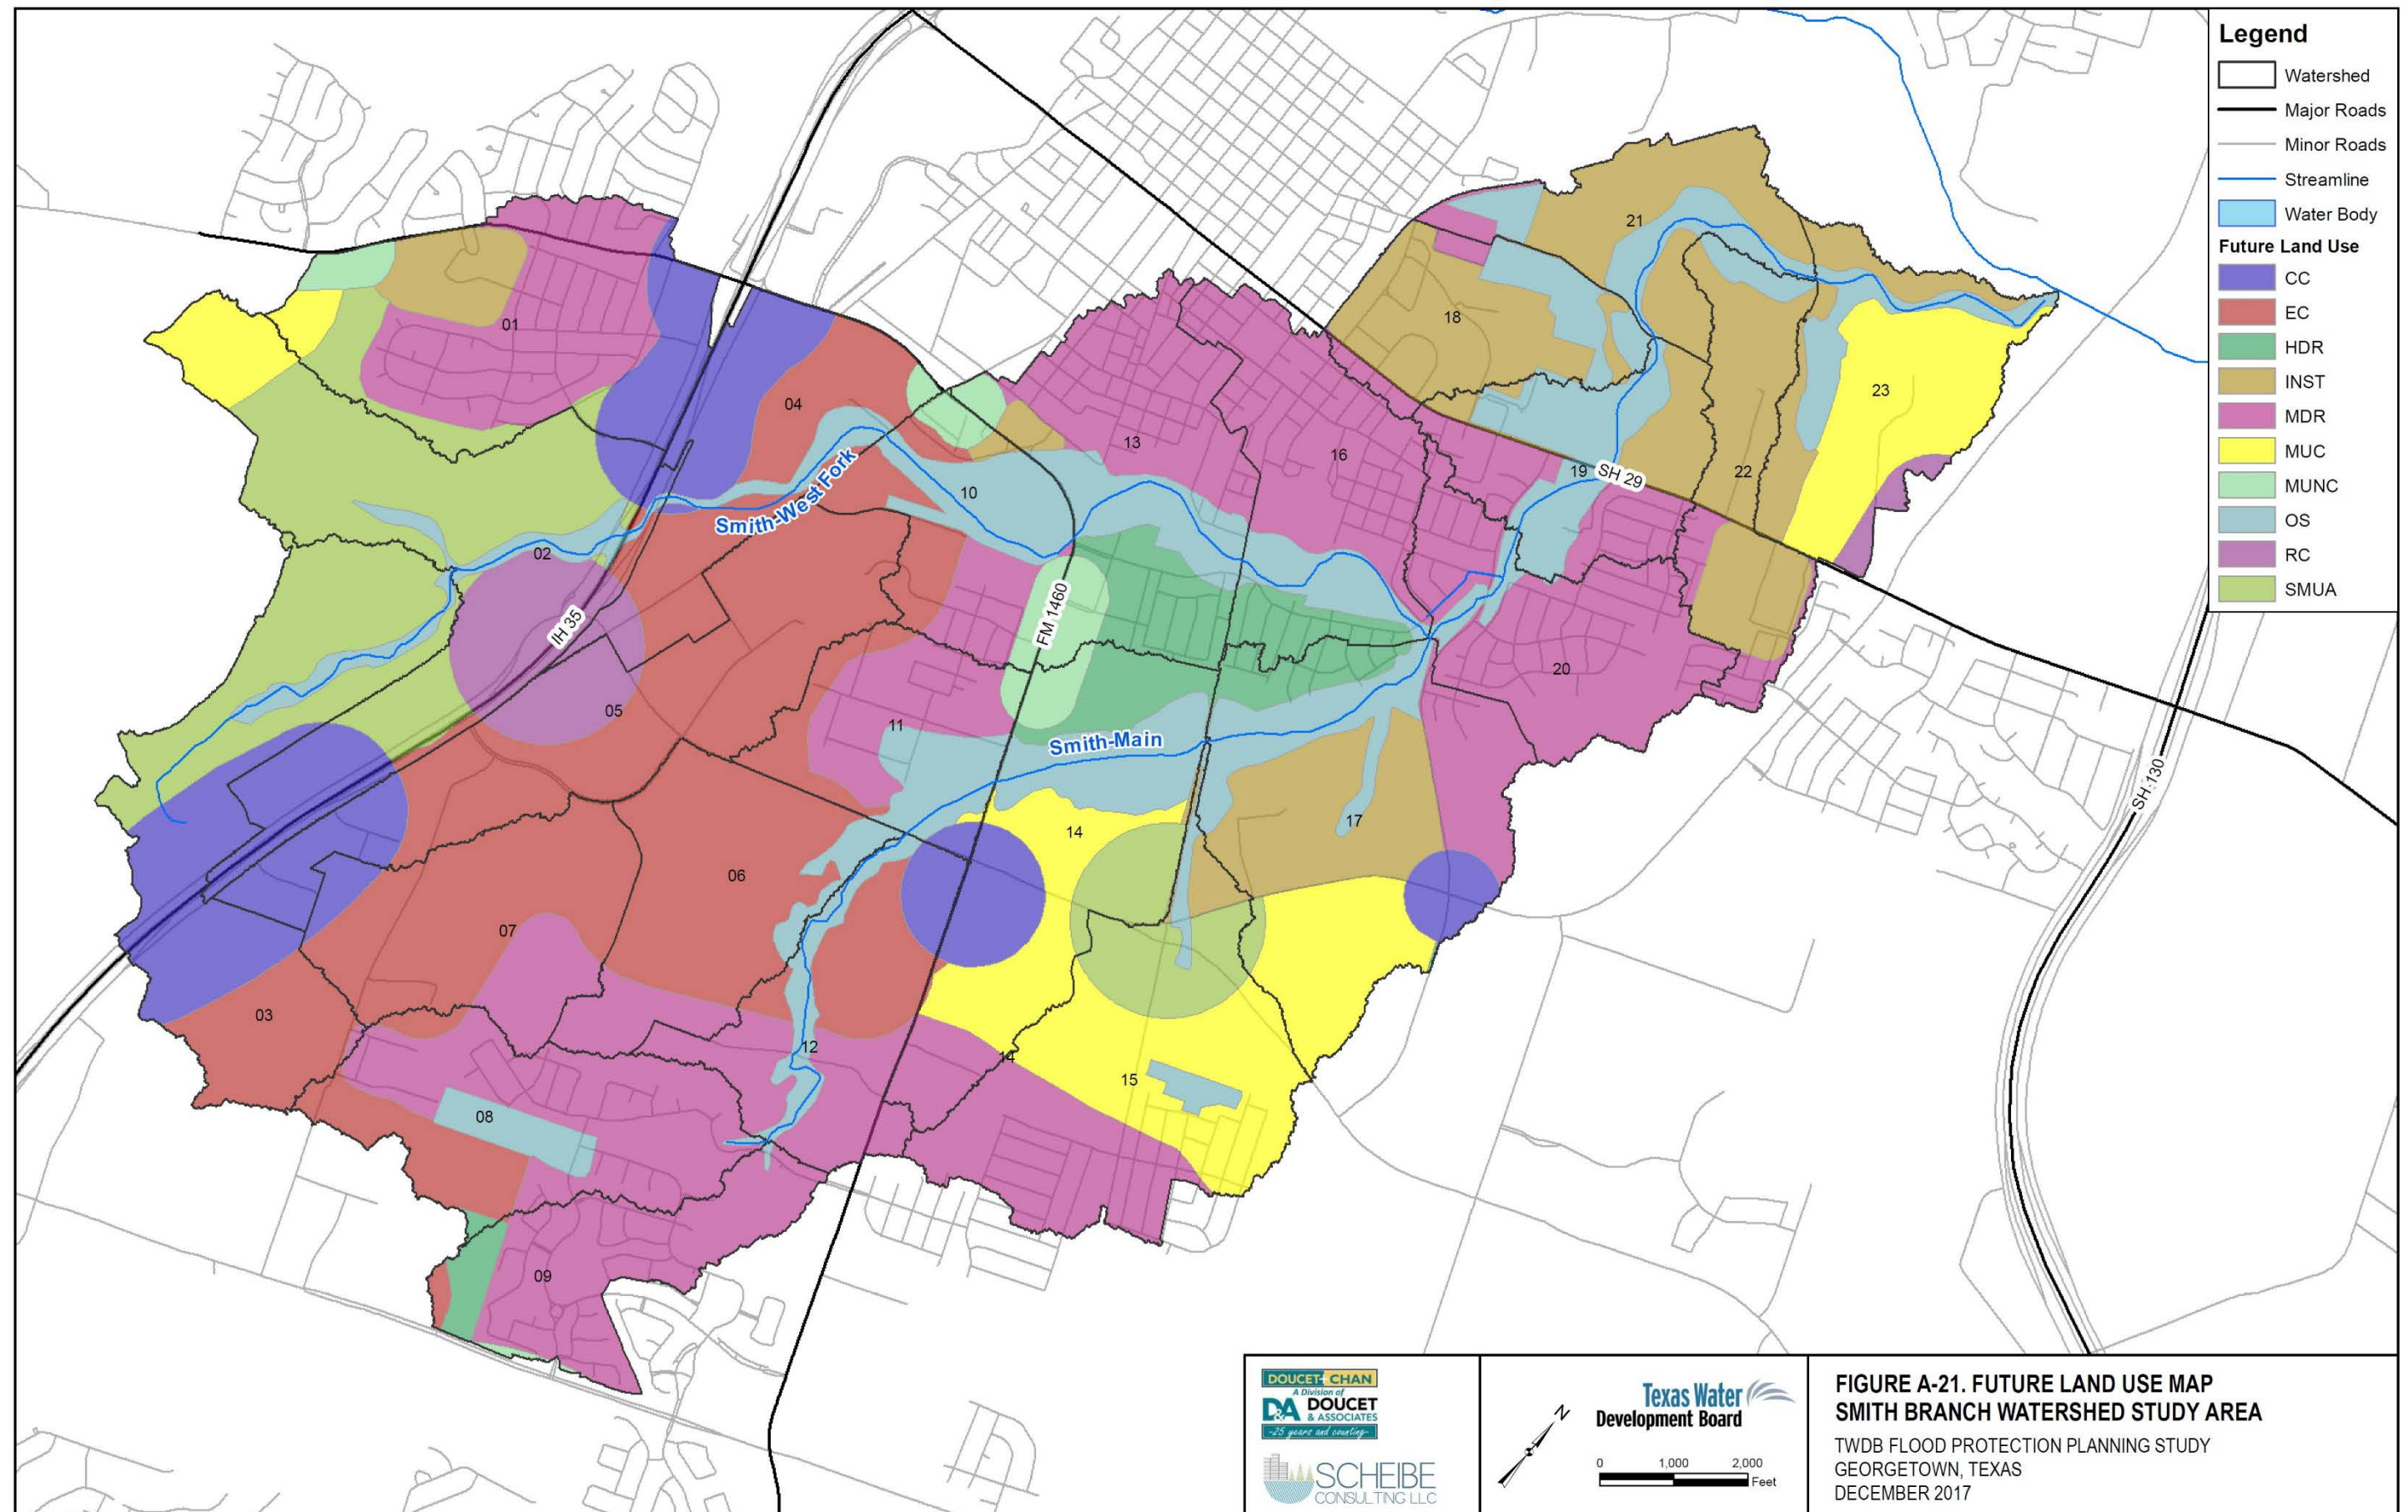 Legend
Watershed
Major Roads
Minor Roads
Streamline
Water Body
Future Land Use
CC
EC
HDR
INST
MDR
MUC
MUNC
OS
RC
SMUA
21
01
18
23
04
13
16
19
SH 29
22
10
Smith-West Fork
02
IH 35
FM 1460
20
05
11
Smith-Main
SH 130
14
17
06
07
03
12
14
15
08
09
DOUCET+CHAN
A Division of
D&A DOUCET
& ASSOCIATES
-25 years and counting-
SCHEIBE
CONSULTING LLC
N
Texas Water
Development Board
0 1,000 2,000
Feet
FIGURE A-21. FUTURE LAND USE MAP
SMITH BRANCH WATERSHED STUDY AREA
TWDB FLOOD PROTECTION PLANNING STUDY
GEORGETOWN, TEXAS
DECEMBER 2017